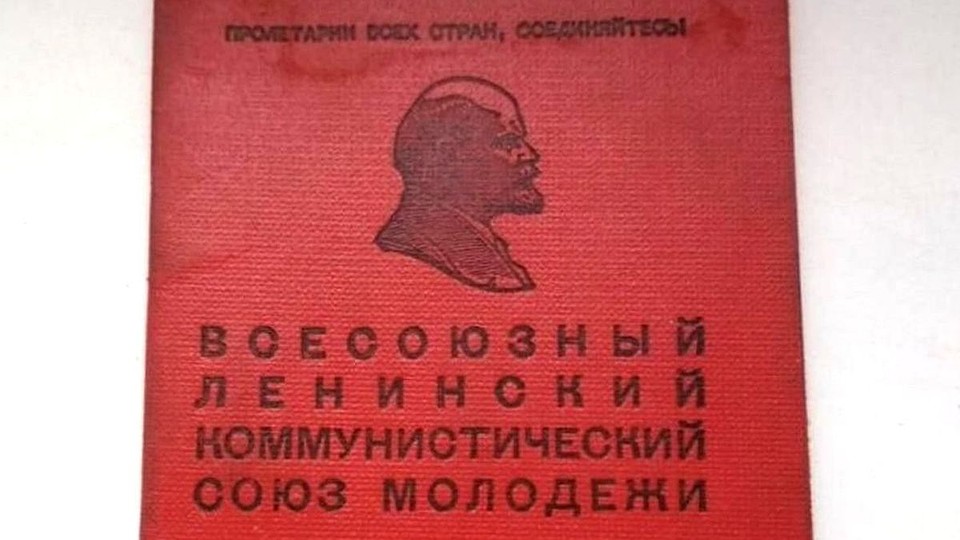 ПРОЛЕТАРИИ ВСЕХ СТРАН, СОЕДИНЯЙТЕСЬ!
ВСЕСОЮЗНЫЙ
ЛЕНИНСКИЙ
КОММУНИСТИЧЕСКИЙ
СОЮЗ МОЛОДЕЖИ